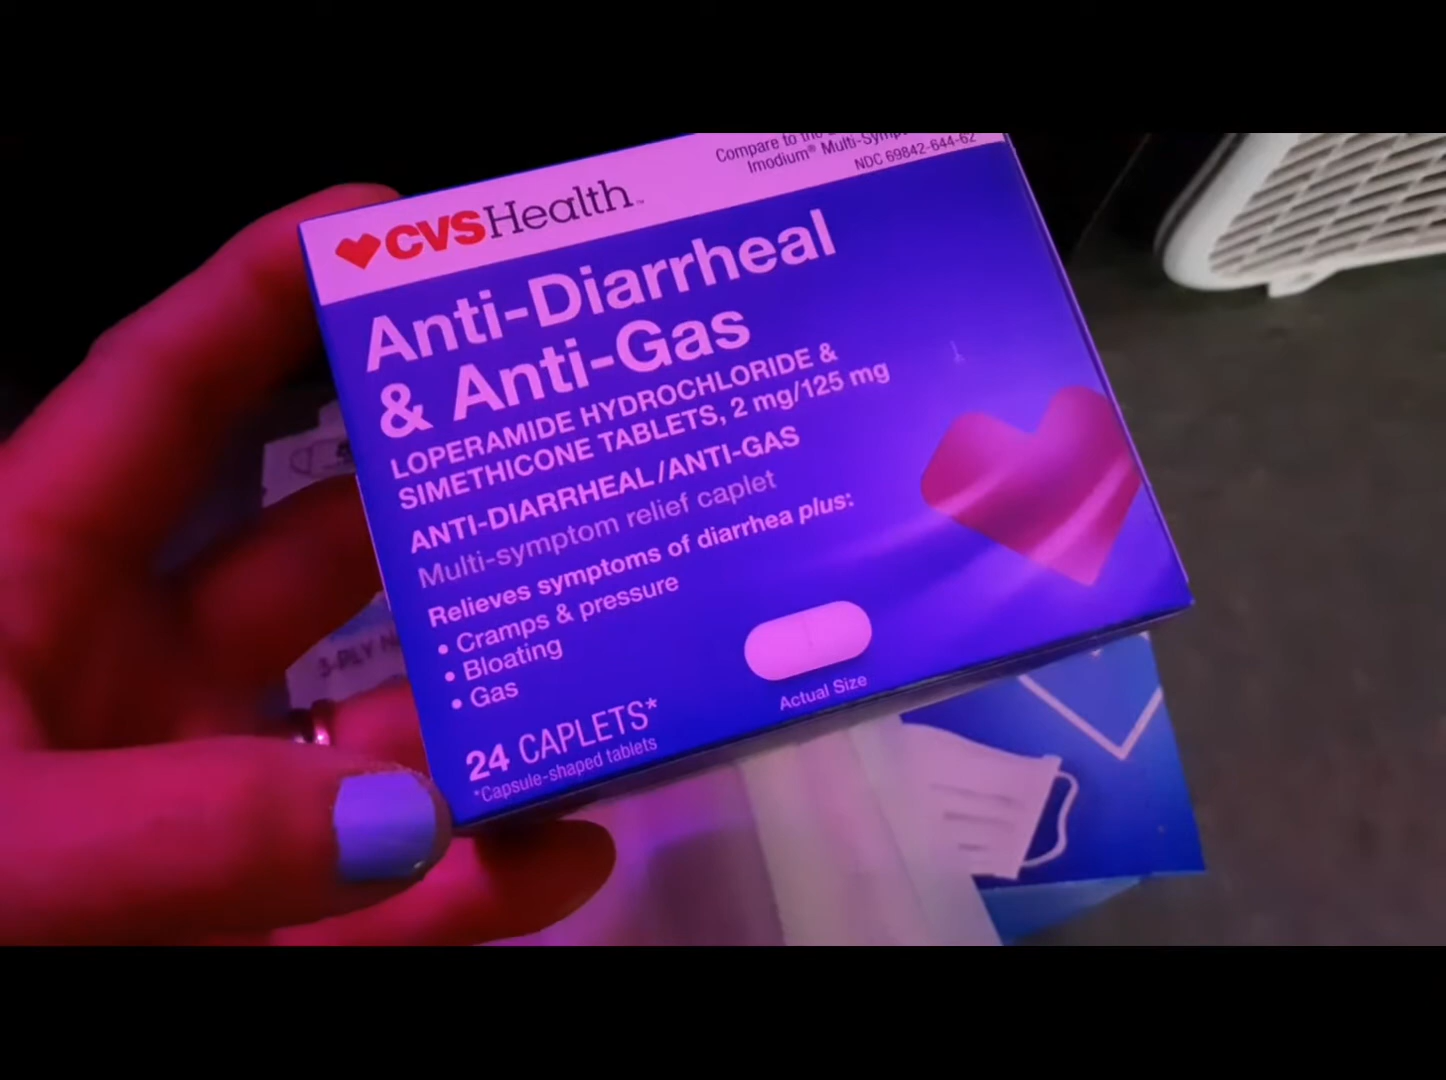 Compare to the
Imodium® Multi-Symp
NDC 69842-644-62
CVSHealth™
Anti-Diarrheal
& Anti-Gas
LOPERAMIDE HYDROCHLORIDE &
SIMETHICONE TABLETS, 2 mg/125 mg
ANTI-DIARRHEAL/ANTI-GAS
Multi-symptom relief caplet
Relieves symptoms of diarrhea plus:
• Cramps & pressure
• Bloating
• Gas
Actual Size
24 CAPLETS*
*Capsule-shaped tablets
3-PLY